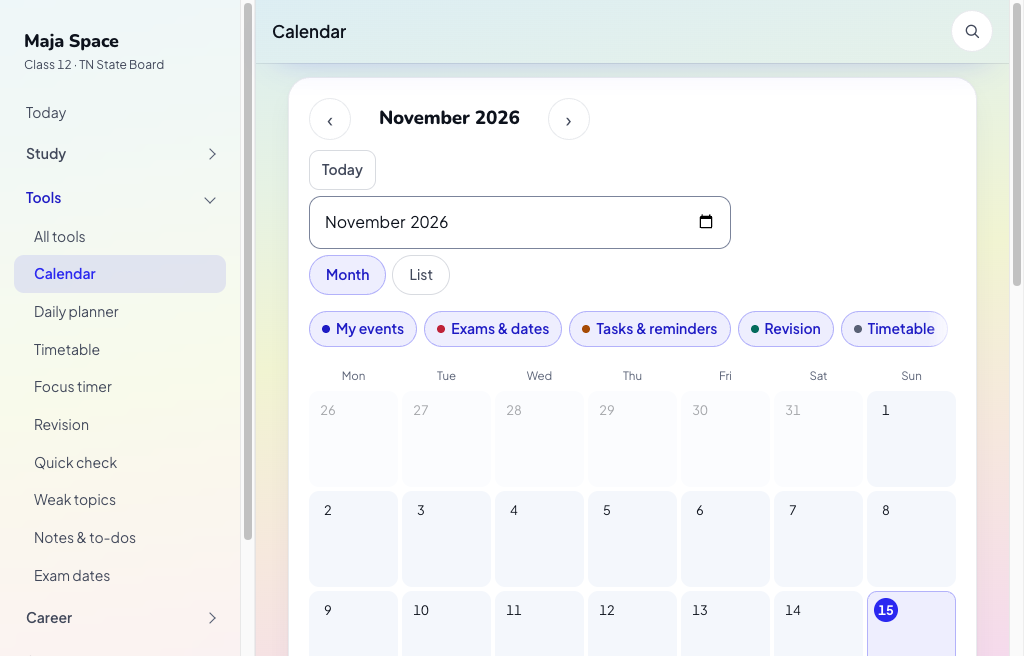 Maja Space
Class 12 · TN State Board
Today
Study
Tools
All tools
Calendar
Daily planner
Timetable
Focus timer
Revision
Quick check
Weak topics
Notes & to-dos
Exam dates
Career
Calendar
‹ November 2026 ›
Today
November 2026
Month List
My events Exams & dates Tasks & reminders Revision Timetable
Mon Tue Wed Thu Fri Sat Sun
26 27 28 29 30 31 1
2 3 4 5 6 7 8
9 10 11 12 13 14 15